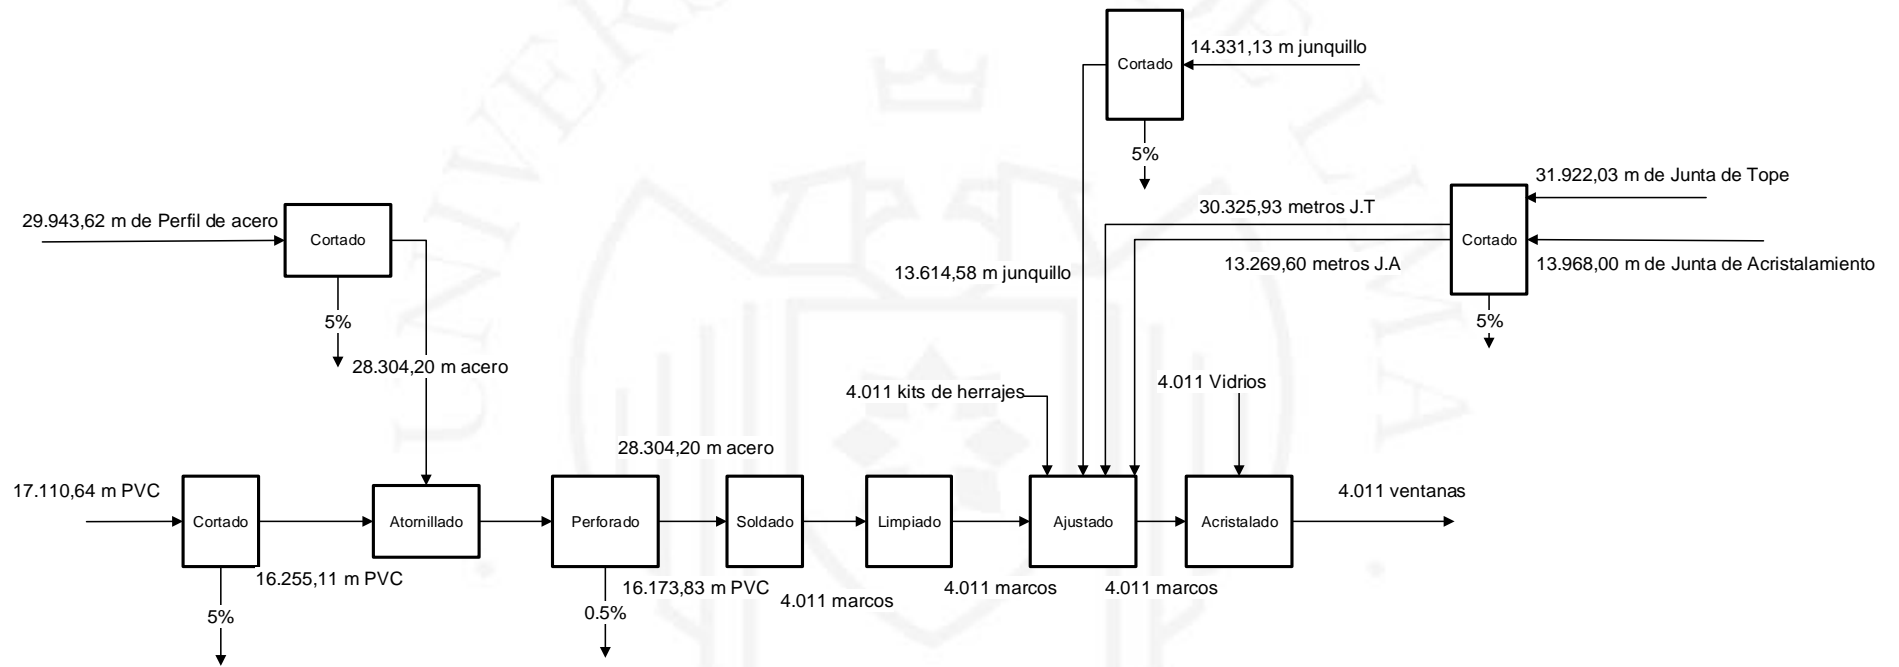 UNIVERSIDAD DE LIMA
14.331,13 m junquillo
Cortado
5%
31.922,03 m de Junta de Tope
30.325,93 metros J.T
29.943,62 m de Perfil de acero
Cortado
Cortado
13.614,58 m junquillo
13.269,60 metros J.A
13.968,00 m de Junta de Acristalamiento
5%
5%
28.304,20 m acero
4.011 kits de herrajes
4.011 Vidrios
28.304,20 m acero
17.110,64 m PVC
4.011 ventanas
Cortado
Atornillado
Perforado
Soldado
Limpiado
Ajustado
Acristalado
16.255,11 m PVC
16.173,83 m PVC
4.011 marcos
4.011 marcos
4.011 marcos
5%
0.5%